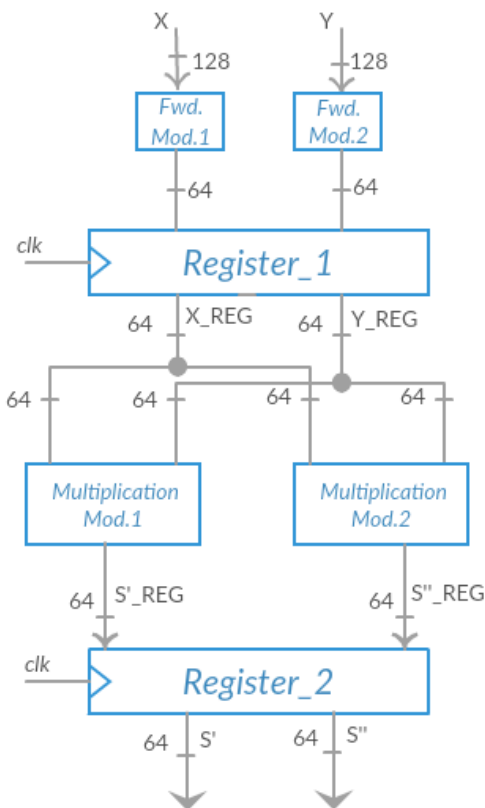 X
Y
128
128
Fwd.
Mod.1
Fwd.
Mod.2
64
64
clk
Register_1
64
X_REG
64
Y_REG
64
64
64
64
Multiplication
Mod.1
Multiplication
Mod.2
64
S'_REG
64
S"_REG
clk
Register_2
64
S'
64
S"